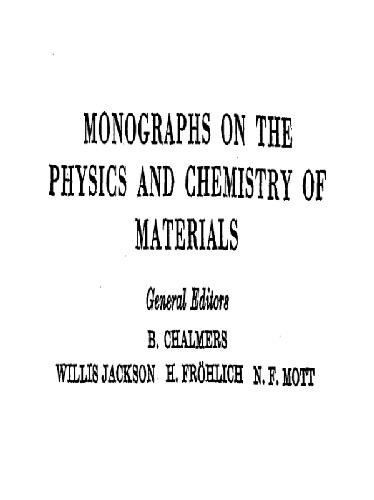 MONOGRAPHS ON THE
PHYSICS AND CHEMISTRY OF
MATERIALS
General Editors
B. CHALMERS
WILLIS JACKSON H. FRÖHLICH N. F. MOTT